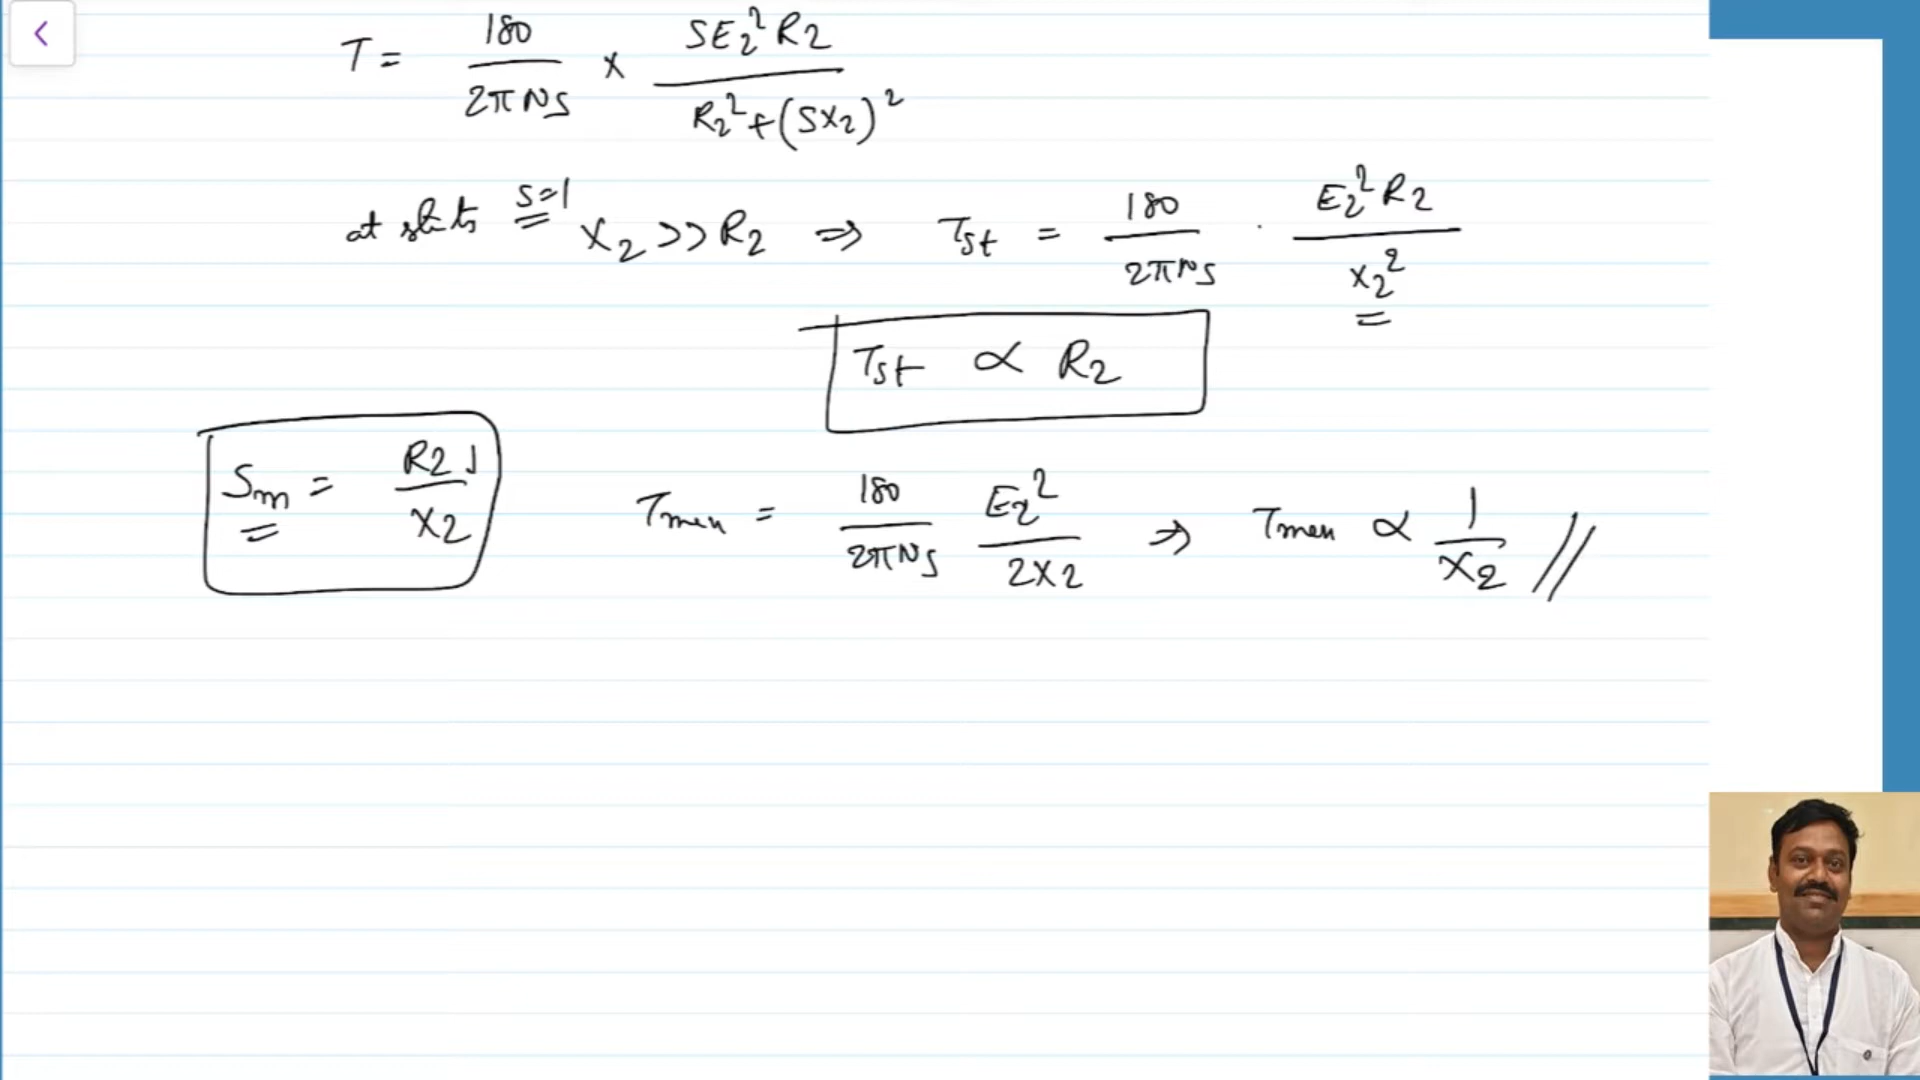 T = 180 / 2πNS × SE₂²R₂ / R₂² + (SX₂)²
at starts S=1 X₂ >> R₂ ⇒ Tst = 180 / 2πNS · E₂²R₂ / X₂²
Tst ∝ R₂
Sm = R₂ / X₂
Tmax = 180 / 2πNS E₂² / 2X₂ ⇒ Tmax ∝ 1 / X₂ //